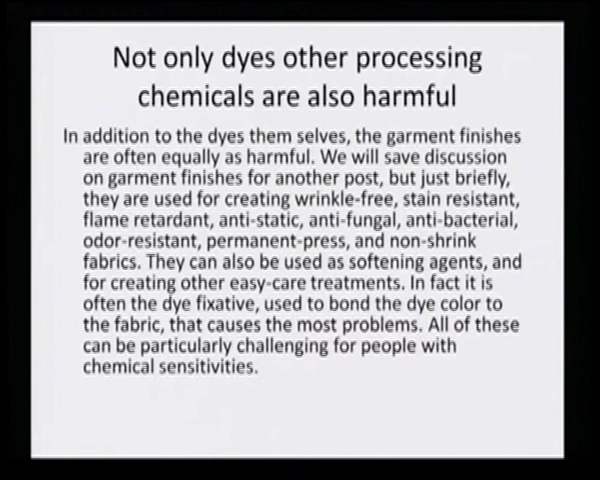 Not only dyes other processing
chemicals are also harmful
In addition to the dyes them selves, the garment finishes
are often equally as harmful. We will save discussion
on garment finishes for another post, but just briefly,
they are used for creating wrinkle-free, stain resistant,
flame retardant, anti-static, anti-fungal, anti-bacterial,
odor-resistant, permanent-press, and non-shrink
fabrics. They can also be used as softening agents, and
for creating other easy-care treatments. In fact it is
often the dye fixative, used to bond the dye color to
the fabric, that causes the most problems. All of these
can be particularly challenging for people with
chemical sensitivities.